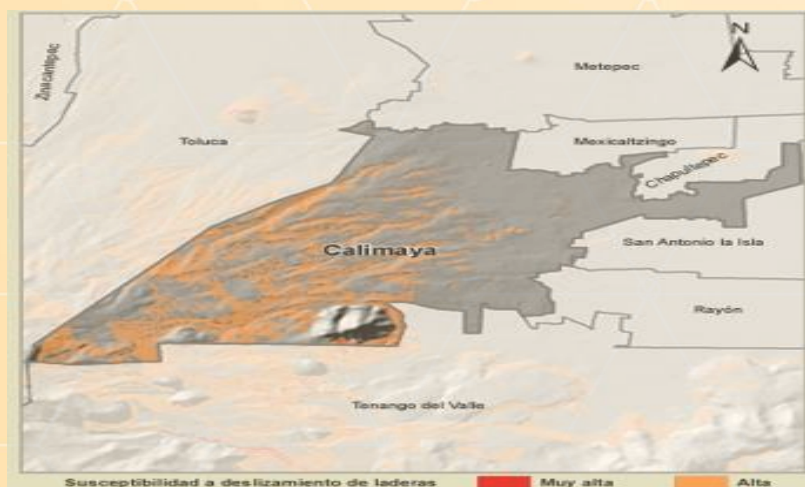 N
Zinacantepec
Metepec
Toluca
Mexicaltzingo
Chapultepec
Calimaya
San Antonio la Isla
Rayón
Tenango del Valle
Susceptibilidad a deslizamiento de laderas Muy alta Alta